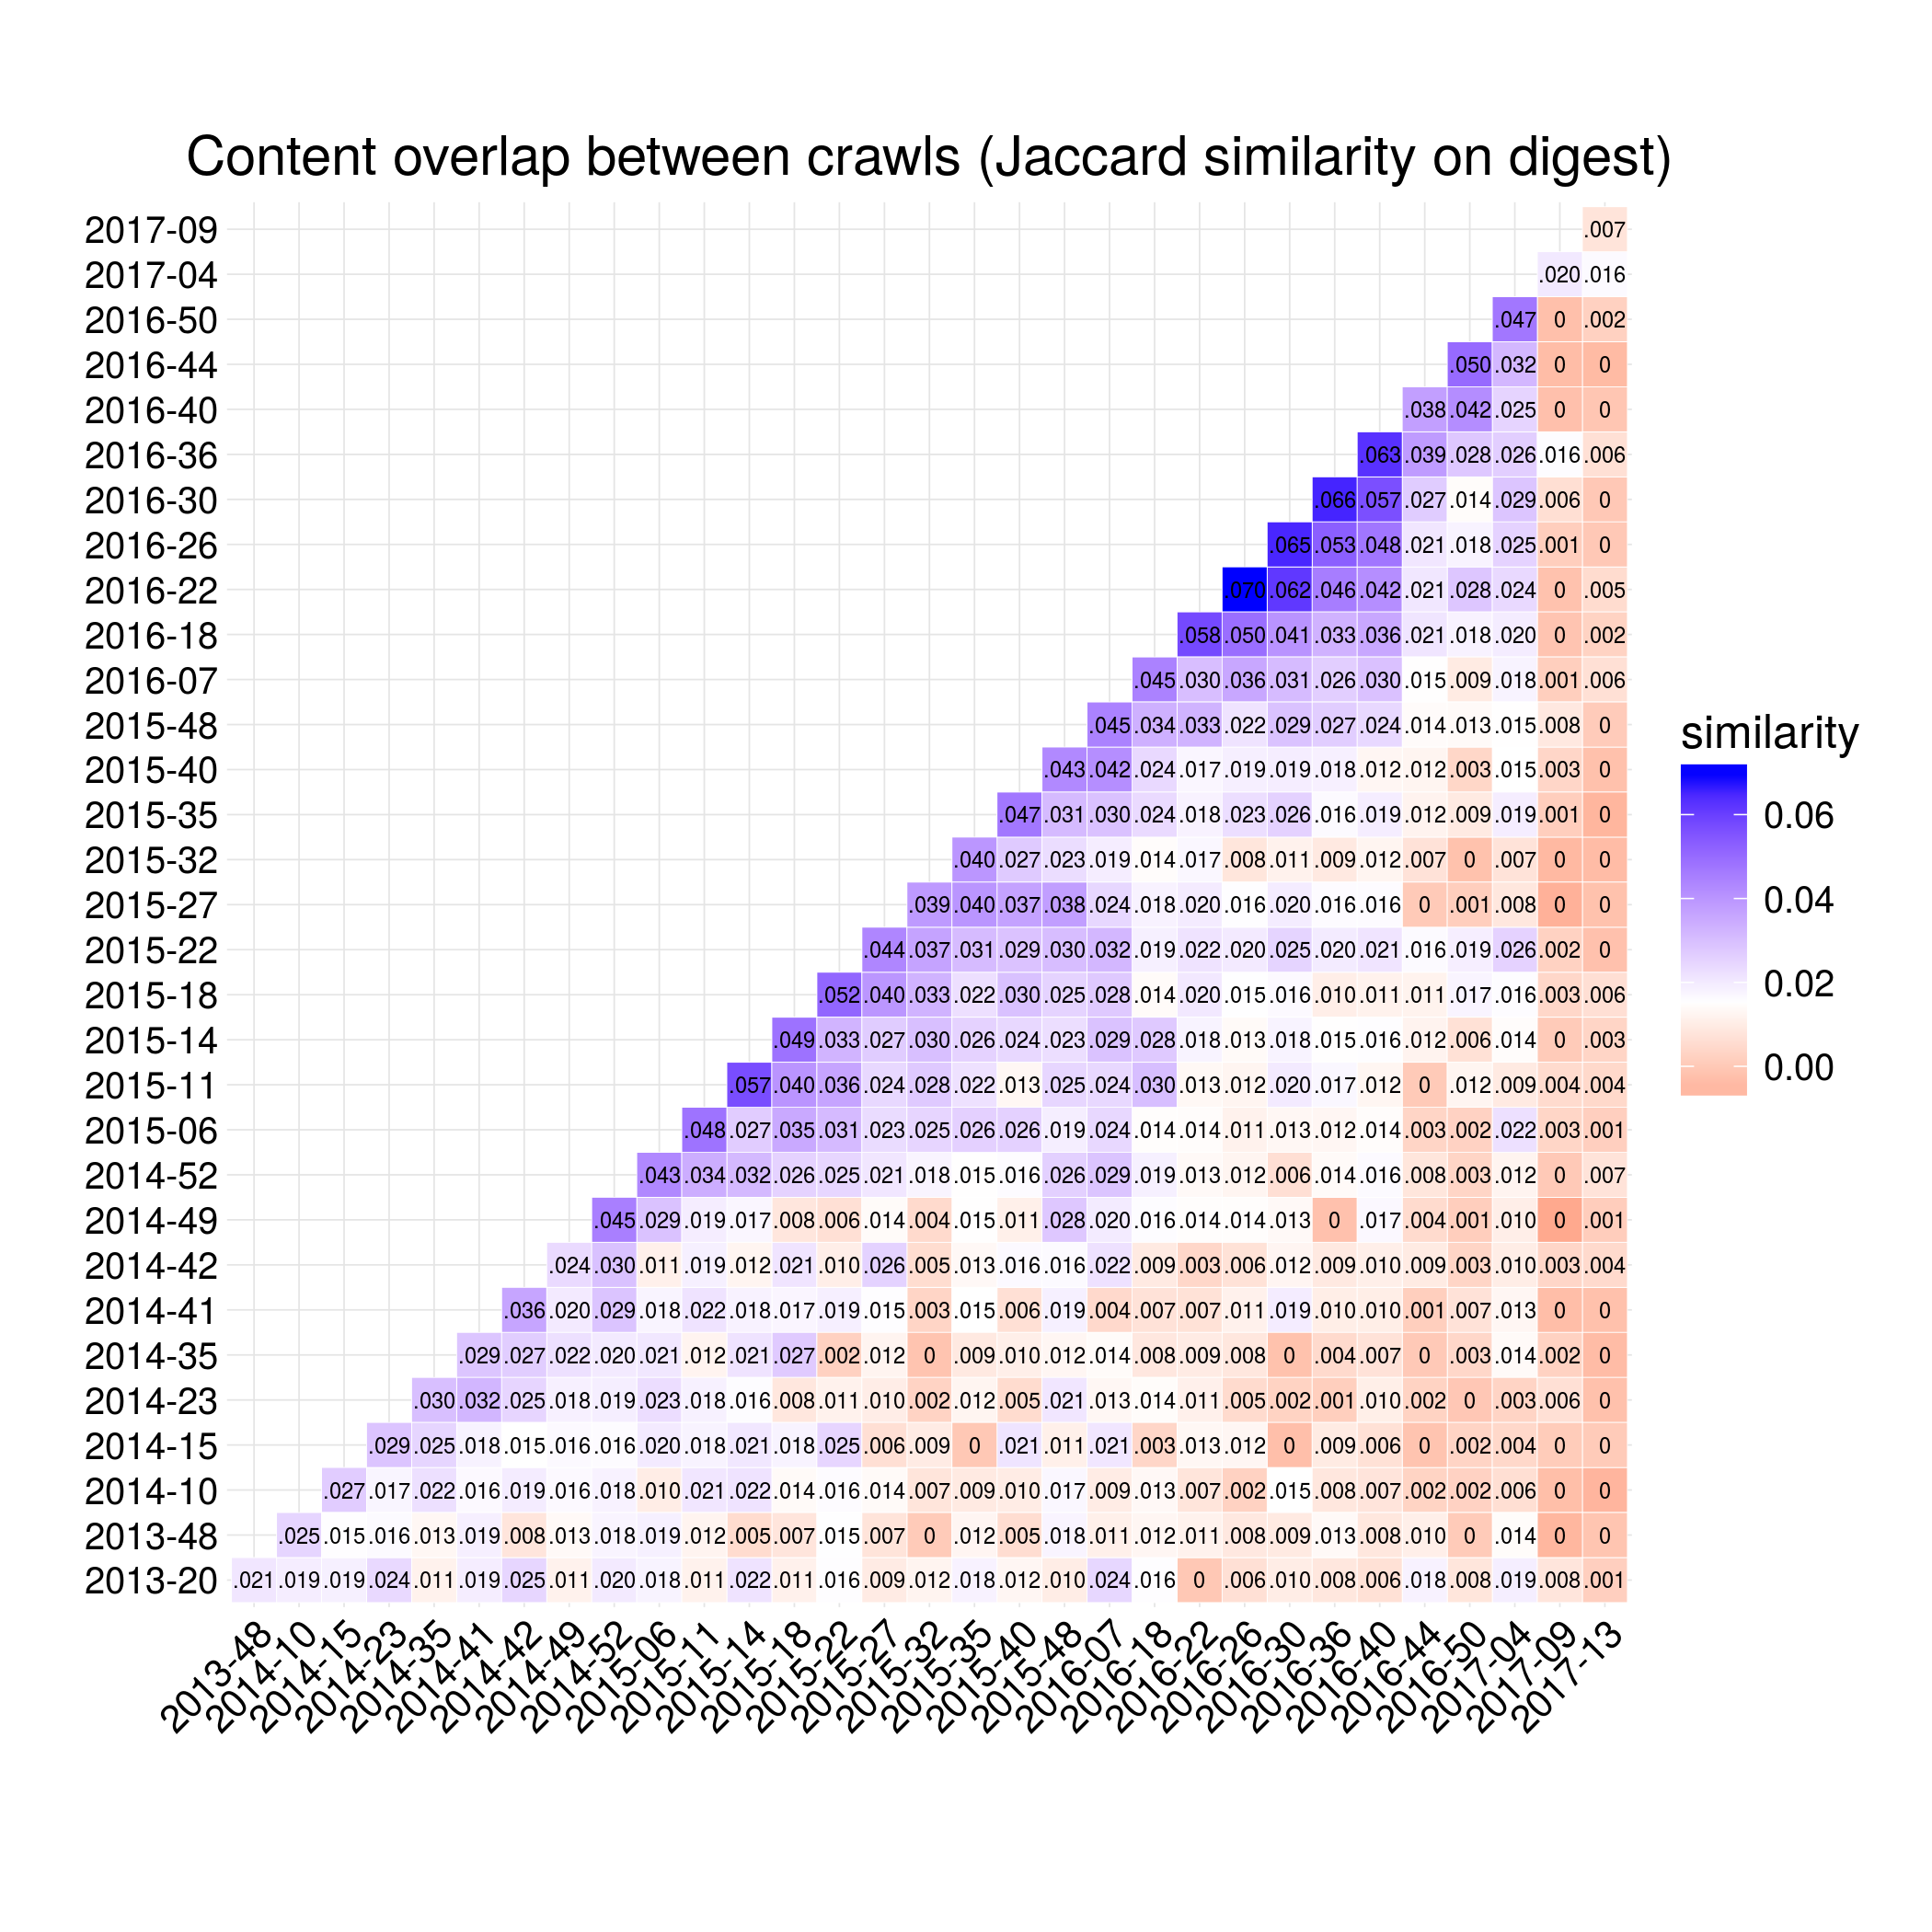 Content overlap between crawls (Jaccard similarity on digest)
2017-09 .007
2017-04 .020 .016
2016-50 .047 0 .002
2016-44 .050 .032 0 0
2016-40 .038 .042 .025 0 0
2016-36 .063 .039 .028 .026 .016 .006
2016-30 .066 .057 .027 .014 .029 .006 0
2016-26 .065 .053 .048 .021 .018 .025 .001 0
2016-22 .070 .062 .046 .042 .021 .028 .024 0 .005
2016-18 .058 .050 .041 .033 .036 .021 .018 .020 0 .002
2016-07 .045 .030 .036 .031 .026 .030 .015 .009 .018 .001 .006
2015-48 .045 .034 .033 .022 .029 .027 .024 .014 .013 .015 .008 0
2015-40 .043 .042 .024 .017 .019 .019 .018 .012 .012 .003 .015 .003 0
2015-35 .047 .031 .030 .024 .018 .023 .026 .016 .019 .012 .009 .019 .001 0
2015-32 .040 .027 .023 .019 .014 .017 .008 .011 .009 .012 .007 0 .007 0 0
2015-27 .039 .040 .037 .038 .024 .018 .020 .016 .020 .016 .016 0 .001 .008 0 0
2015-22 .044 .037 .031 .029 .030 .032 .019 .022 .020 .025 .020 .021 .016 .019 .026 .002 0
2015-18 .052 .040 .033 .022 .030 .025 .028 .014 .020 .015 .016 .010 .011 .011 .017 .016 .003 .006
2015-14 .049 .033 .027 .030 .026 .024 .023 .029 .028 .018 .013 .018 .015 .016 .012 .006 .014 0 .003
2015-11 .057 .040 .036 .024 .028 .022 .013 .025 .024 .030 .013 .012 .020 .017 .012 0 .012 .009 .004 .004
2015-06 .048 .027 .035 .031 .023 .025 .026 .026 .019 .024 .014 .014 .011 .013 .012 .014 .003 .002 .022 .003 .001
2014-52 .043 .034 .032 .026 .025 .021 .018 .015 .016 .026 .029 .019 .013 .012 .006 .014 .016 .008 .003 .012 0 .007
2014-49 .045 .029 .019 .017 .008 .006 .014 .004 .015 .011 .028 .020 .016 .014 .014 .013 0 .017 .004 .001 .010 0 .001
2014-42 .024 .030 .011 .019 .012 .021 .010 .026 .005 .013 .016 .016 .022 .009 .003 .006 .012 .009 .010 .009 .003 .010 .003 .004
2014-41 .036 .020 .029 .018 .022 .018 .017 .019 .015 .003 .015 .006 .019 .004 .007 .007 .011 .019 .010 .010 .001 .007 .013 0 0
2014-35 .029 .027 .022 .020 .021 .012 .021 .027 .002 .012 0 .009 .010 .012 .014 .008 .009 .008 0 .004 .007 0 .003 .014 .002 0
2014-23 .030 .032 .025 .018 .019 .023 .018 .016 .008 .011 .010 .002 .012 .005 .021 .013 .014 .011 .005 .002 .001 .010 .002 0 .003 .006 0
2014-15 .029 .025 .018 .015 .016 .016 .020 .018 .021 .018 .025 .006 .009 0 .021 .011 .021 .003 .013 .012 0 .009 .006 0 .002 .004 0 0
2014-10 .027 .017 .022 .016 .019 .016 .018 .010 .021 .022 .014 .016 .014 .007 .009 .010 .017 .009 .013 .007 .002 .015 .008 .007 .002 .002 .006 0 0
2013-48 .025 .015 .016 .013 .019 .008 .013 .018 .019 .012 .005 .007 .015 .007 0 .012 .005 .018 .011 .012 .011 .008 .009 .013 .008 .010 0 .014 0 0
2013-20 .021 .019 .019 .024 .011 .019 .025 .011 .020 .018 .011 .022 .011 .016 .009 .012 .018 .012 .010 .024 .016 0 .006 .010 .008 .006 .018 .008 .019 .008 .001
2013-48 2014-10 2014-15 2014-23 2014-35 2014-41 2014-42 2014-49 2014-52 2015-06 2015-11 2015-14 2015-18 2015-22 2015-27 2015-32 2015-35 2015-40 2015-48 2016-07 2016-18 2016-22 2016-26 2016-30 2016-36 2016-40 2016-44 2016-50 2017-04 2017-09 2017-13
similarity
0.06
0.04
0.02
0.00